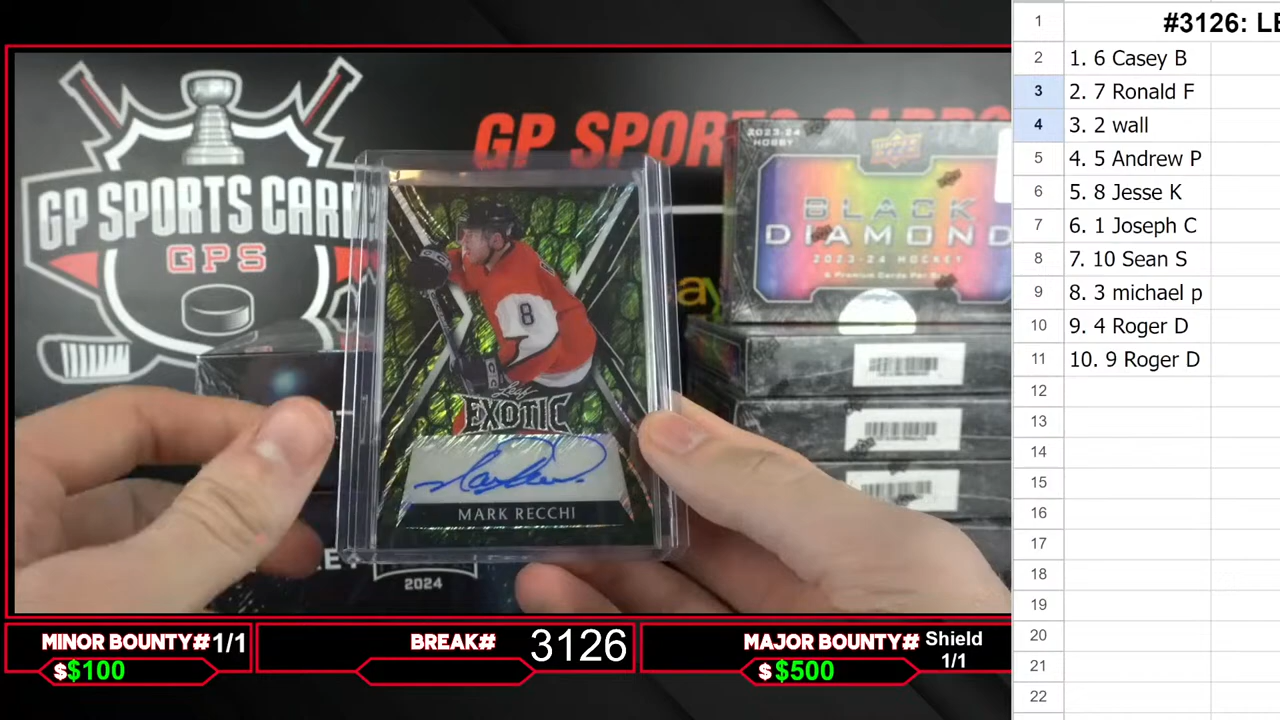 GP SPORTS CARD
GPS
GP SPORTS CARDS
2023-24
HOBBY
UPPER DECK
BLACK
DIAMOND
2023-24 HOCKEY
8
Leaf
EXOTIC
MARK RECCHI
2024
MINOR BOUNTY# 1/1
$$100
BREAK#
3126
MAJOR BOUNTY# Shield
1/1
$$500
1 #3126: LE
2 1. 6 Casey B
3 2. 7 Ronald F
4 3. 2 wall
5 4. 5 Andrew P
6 5. 8 Jesse K
7 6. 1 Joseph C
8 7. 10 Sean S
9 8. 3 michael p
10 9. 4 Roger D
11 10. 9 Roger D
12
13
14
15
16
17
18
19
20
21
22